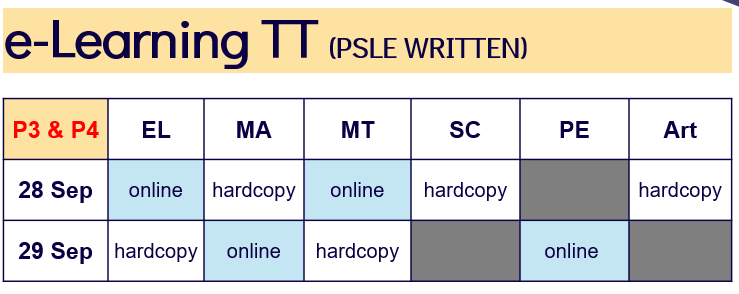 e-Learning TT (PSLE WRITTEN)
P3 & P4 EL MA MT SC PE Art
28 Sep online hardcopy online hardcopy hardcopy
29 Sep hardcopy online hardcopy online